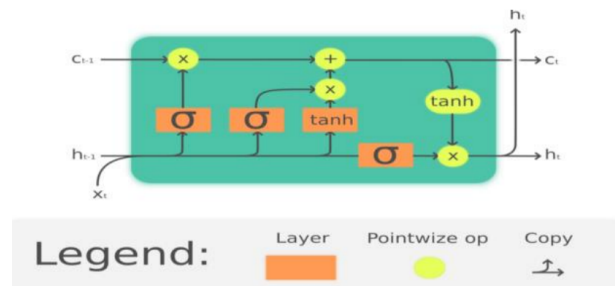 hₜ
cₜ₋₁ × + cₜ
×
σ σ tanh tanh
hₜ₋₁ σ × hₜ
xₜ
Legend: Layer Pointwize op Copy